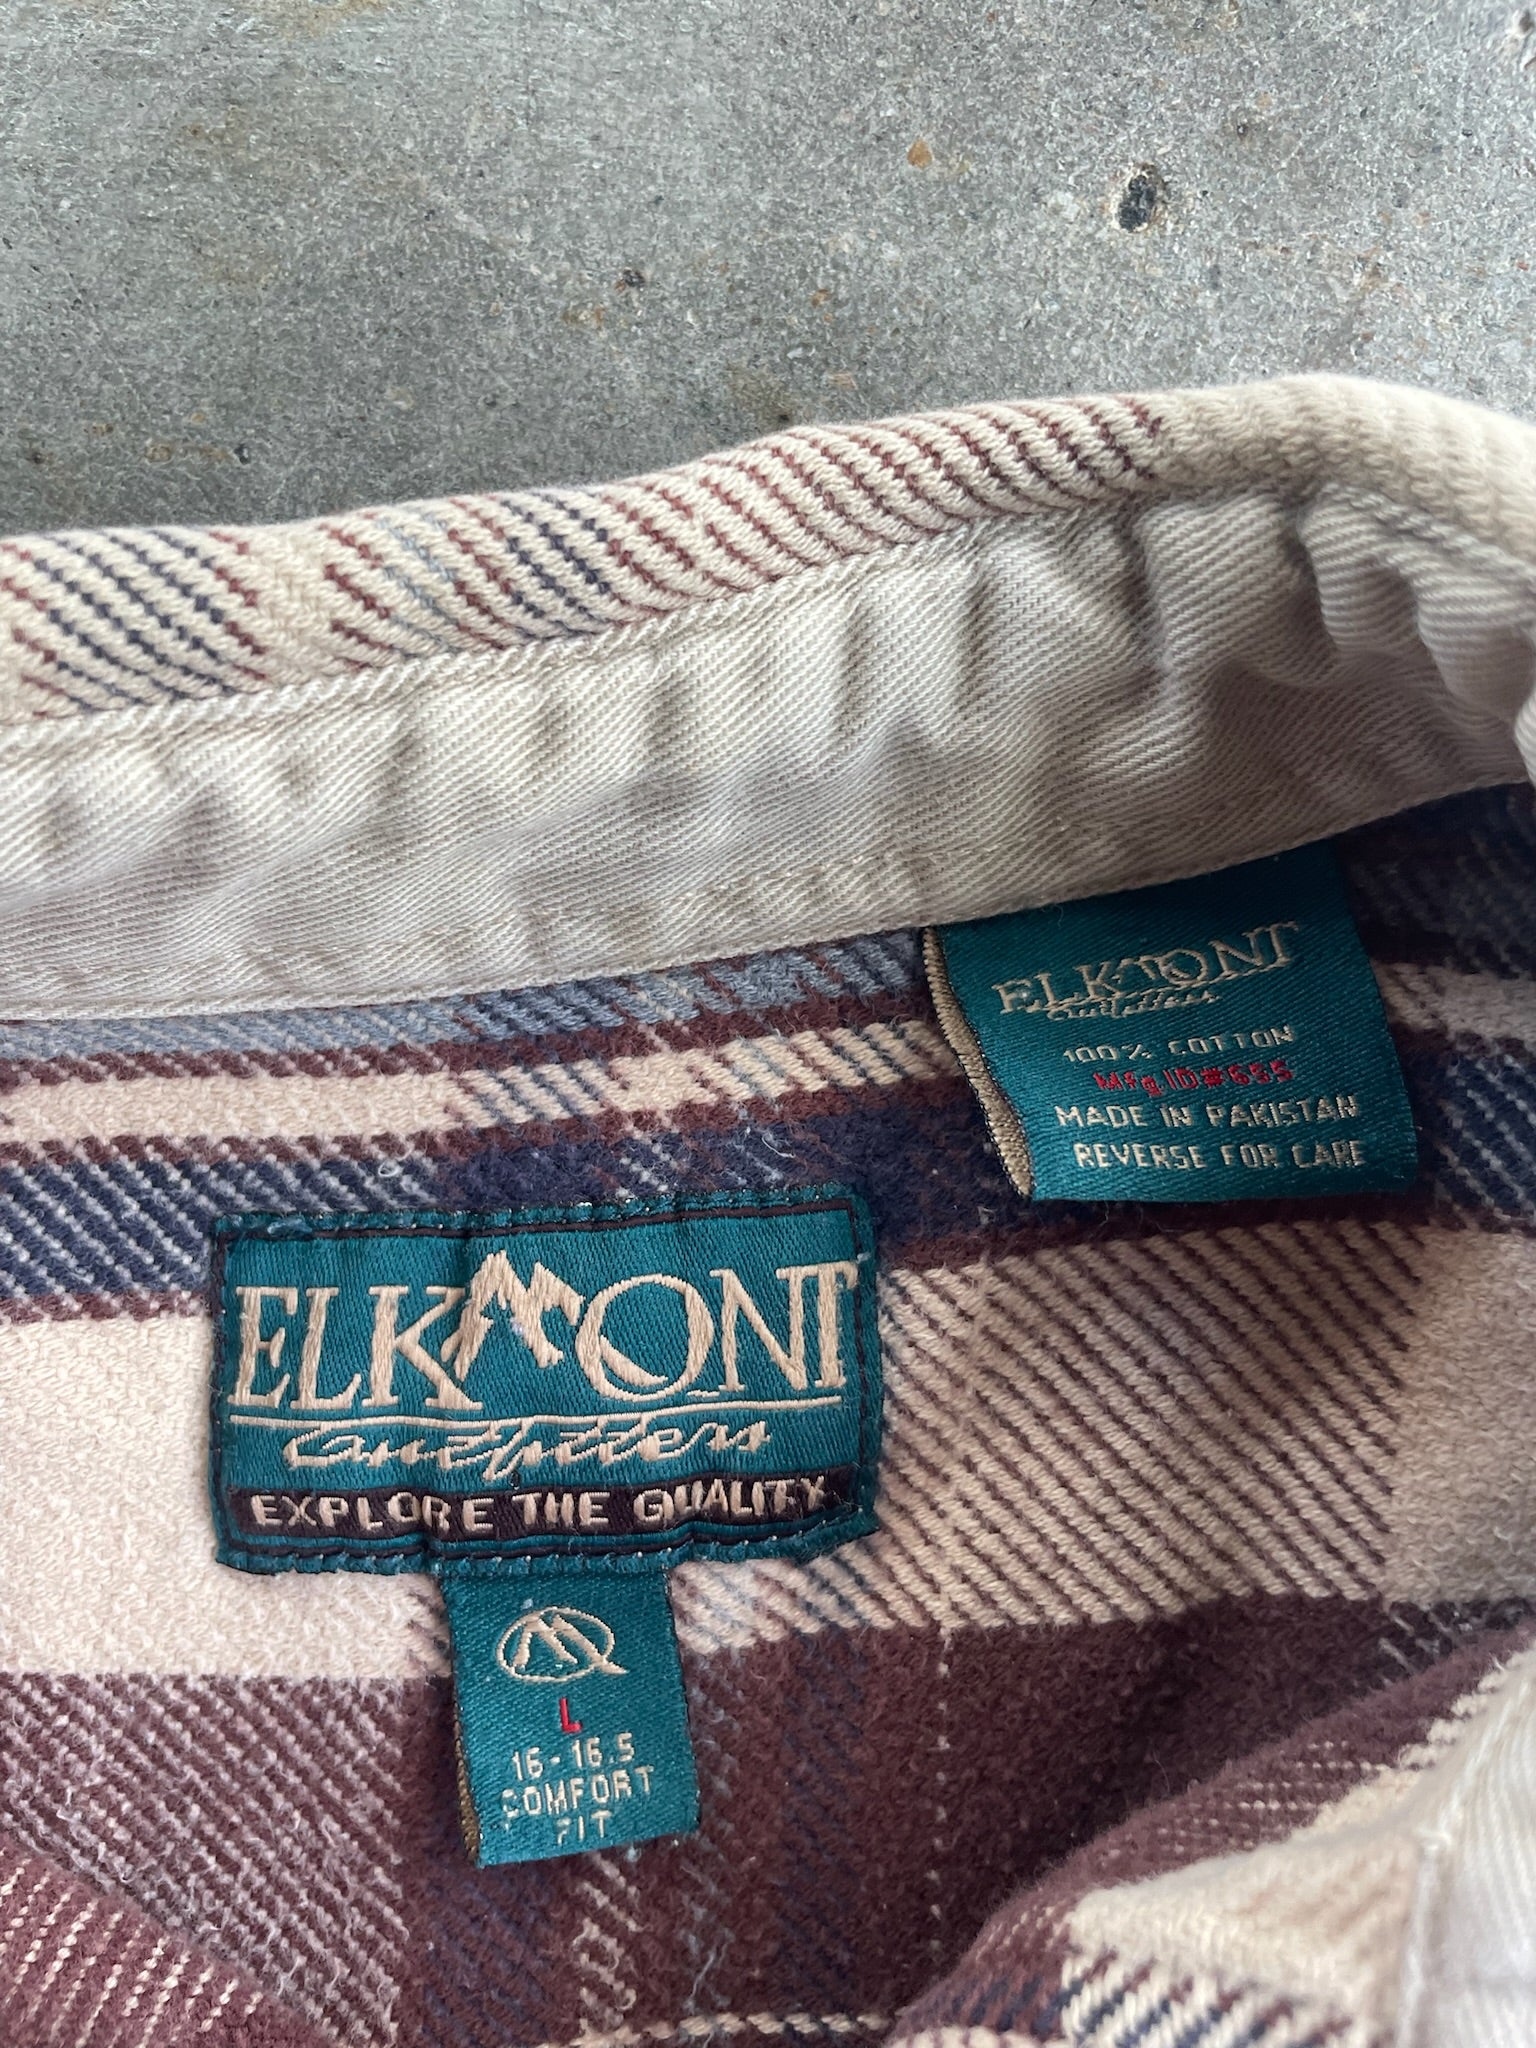 ELKMONT
Outfitters
100% COTTON
Mfg.ID#655
MADE IN PAKISTAN
REVERSE FOR CARE
ELKMONT
Outfitters
EXPLORE THE QUALITY
L
16-16.5
COMFORT
FIT